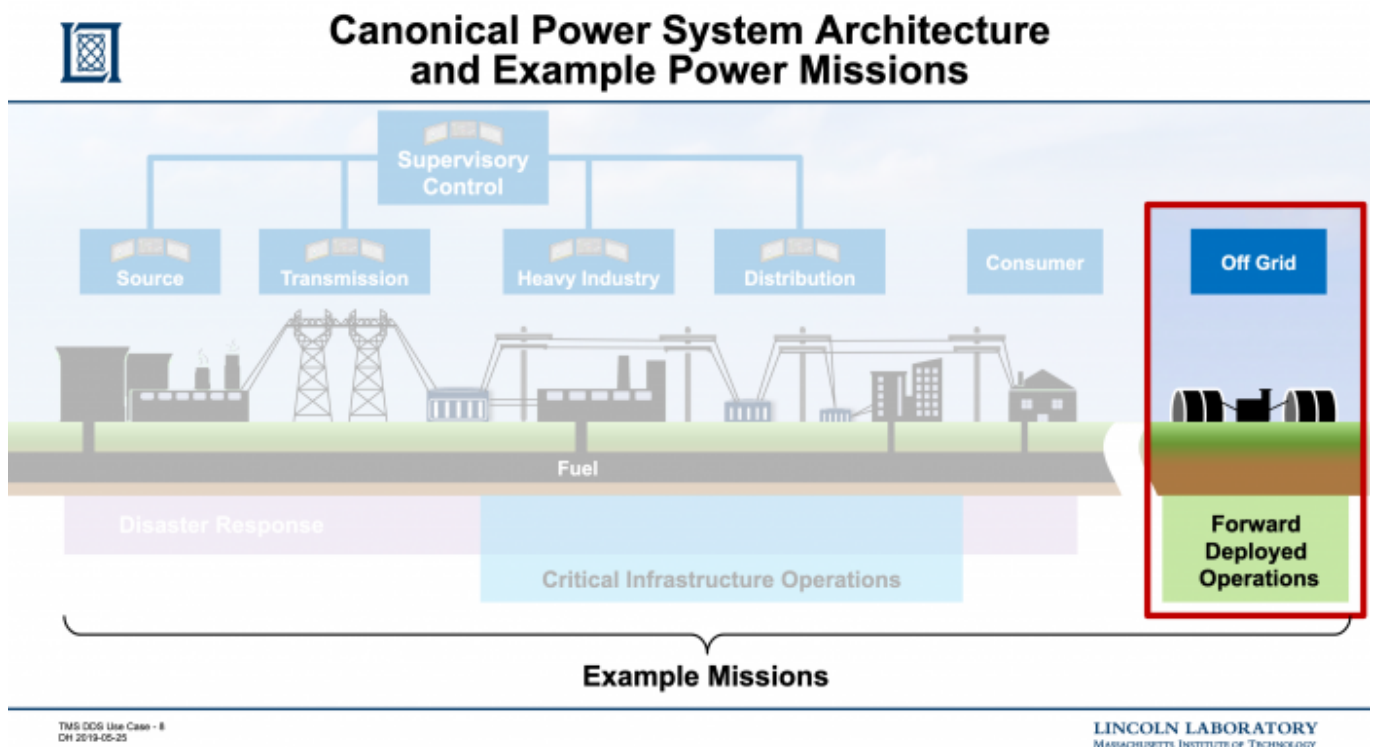 Canonical Power System Architecture
and Example Power Missions
Supervisory
Control
Source
Transmission
Heavy Industry
Distribution
Consumer
Off Grid
Fuel
Disaster Response
Critical Infrastructure Operations
Forward
Deployed
Operations
Example Missions
TMS DDS Use Case - 8
DH 2019-05-25
LINCOLN LABORATORY
MASSACHUSETTS INSTITUTE OF TECHNOLOGY